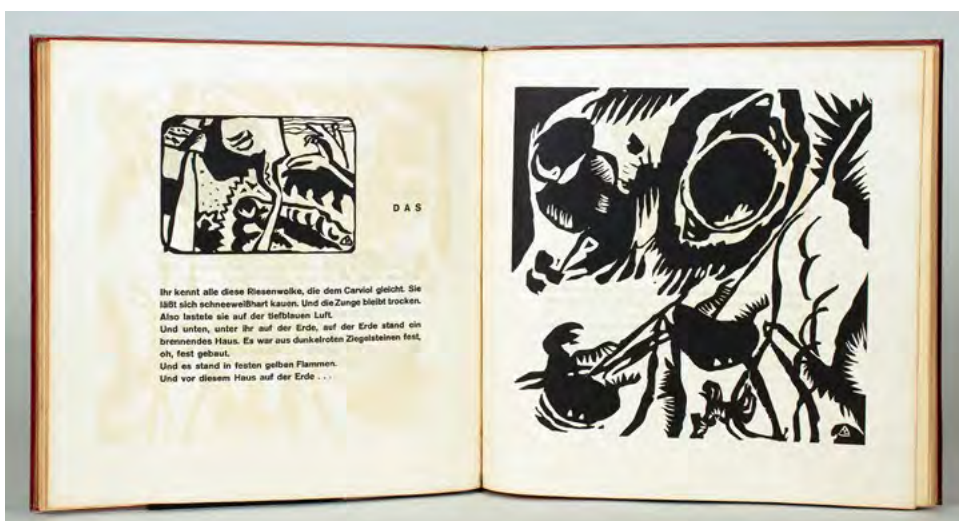 DAS
Ihr kennt alle diese Riesenwolke, die dem Carviol gleicht. Sie
läßt sich schneeweißhart kauen. Und die Zunge bleibt trocken.
Also lastete sie auf der tiefblauen Luft.
Und unten, unter ihr auf der Erde, auf der Erde stand ein
brennendes Haus. Es war aus dunkelroten Ziegelsteinen fest,
oh, fest gebaut.
Und es stand in festen gelben Flammen.
Und vor diesem Haus auf der Erde . . .